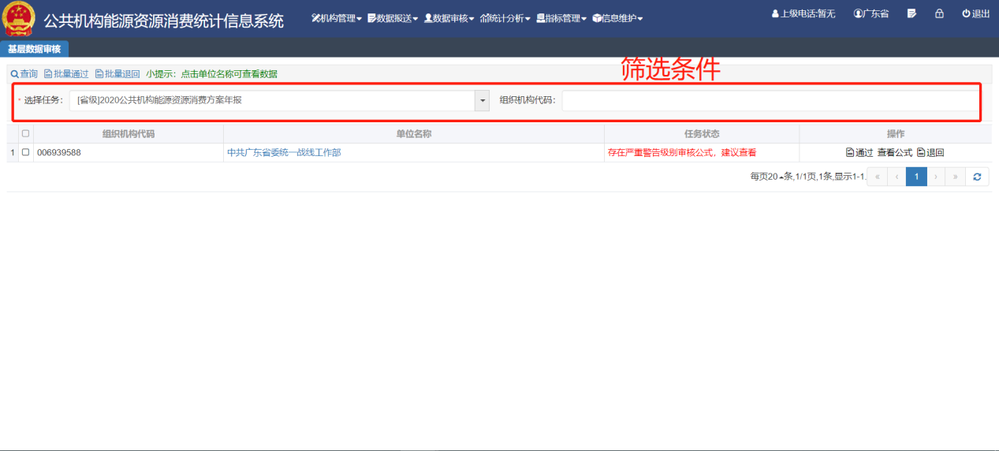 公共机构能源资源消费统计信息系统 机构管理 数据报送 数据审核 统计分析 指标管理 信息维护 上级电话:暂无 广东省 退出
基层数据审核
筛选条件
查询 批量通过 批量退回 小提示：点击单位名称可查看数据
* 选择任务： [省级]2020公共机构能源资源消费方案年报 组织机构代码：
组织机构代码 单位名称 任务状态 操作
1 006939588 中共广东省委统一战线工作部 存在严重警告级别审核公式，建议查看 通过 查看公式 退回
每页20条,1/1页,1条,显示1-1. « ‹ 1 › »